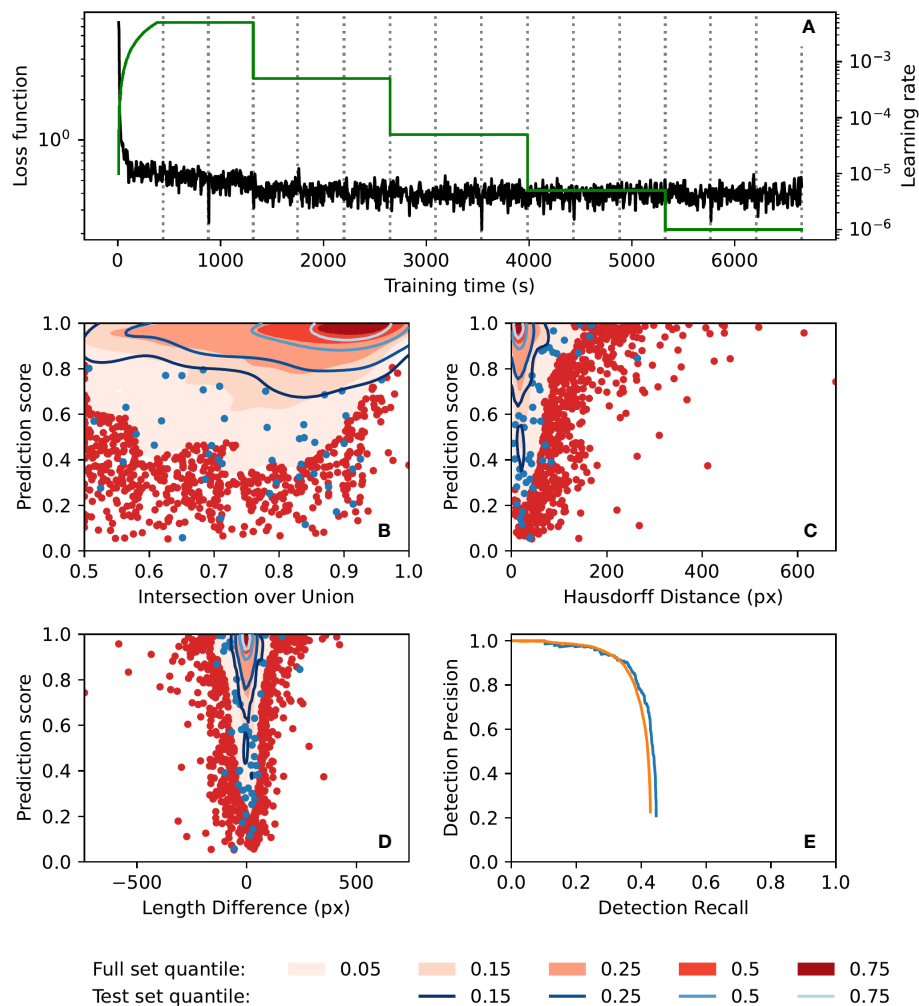 A
Loss function
10⁰
10⁻³
10⁻⁴
10⁻⁵
10⁻⁶
Learning rate
0 1000 2000 3000 4000 5000 6000
Training time (s)
Prediction score
1.0
0.8
0.6
0.4
0.2
0.0
B
0.5 0.6 0.7 0.8 0.9 1.0
Intersection over Union
Prediction score
1.0
0.8
0.6
0.4
0.2
0.0
C
0 200 400 600
Hausdorff Distance (px)
Prediction score
1.0
0.8
0.6
0.4
0.2
0.0
D
−500 0 500
Length Difference (px)
Detection Precision
1.0
0.8
0.6
0.4
0.2
0.0
E
0.0 0.2 0.4 0.6 0.8 1.0
Detection Recall
Full set quantile: 0.05 0.15 0.25 0.5 0.75
Test set quantile: 0.15 0.25 0.5 0.75